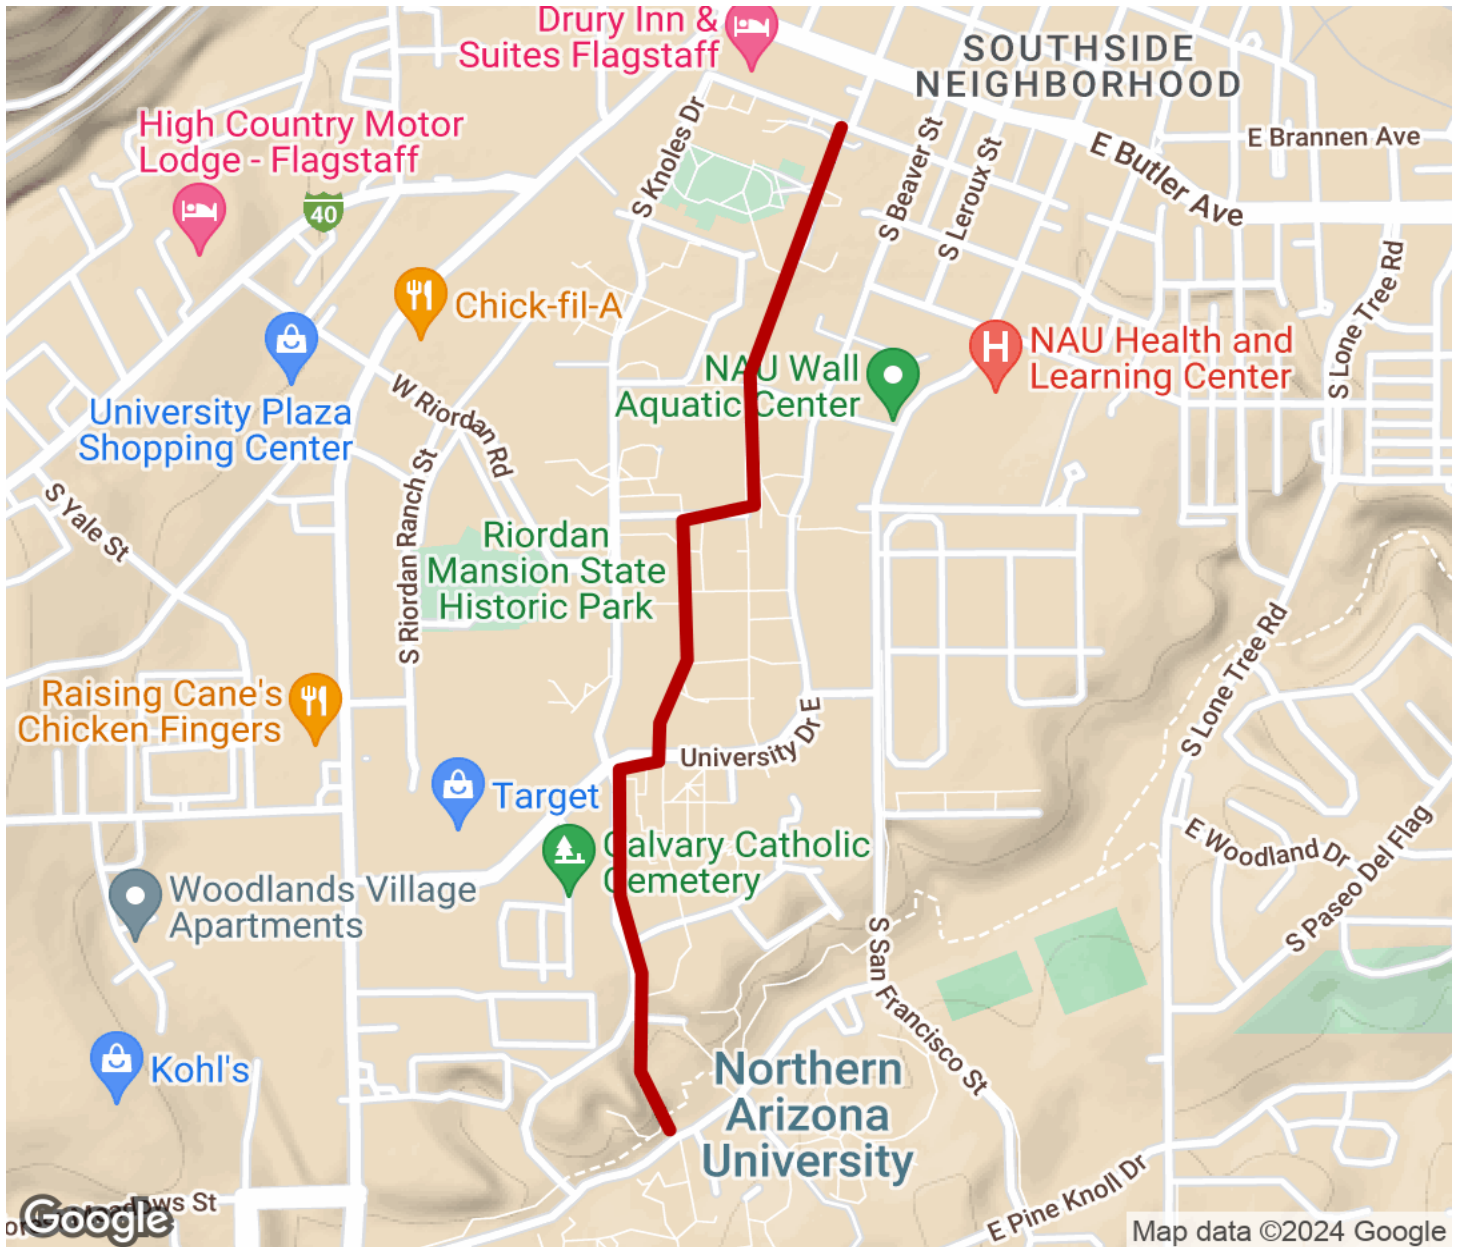 Drury Inn &
Suites Flagstaff
SOUTHSIDE
NEIGHBORHOOD
High Country Motor
Lodge - Flagstaff
40
S Knoles Dr
S Beaver St
S Leroux St
E Butler Ave
E Brannen Ave
Chick-fil-A
S Lone Tree Rd
NAU Wall
Aquatic Center
H
NAU Health and
Learning Center
University Plaza
Shopping Center
W Riordan Rd
S Riordan Ranch St
S Yale St
Riordan
Mansion State
Historic Park
S Lone Tree Rd
Raising Cane's
Chicken Fingers
University Dr E
Target
Calvary Catholic
Cemetery
E Woodland Dr
S Paseo Del Flag
Woodlands Village
Apartments
S San Francisco St
Kohl's
Northern
Arizona
University
E Pine Knoll Dr
Google
Map data ©2024 Google